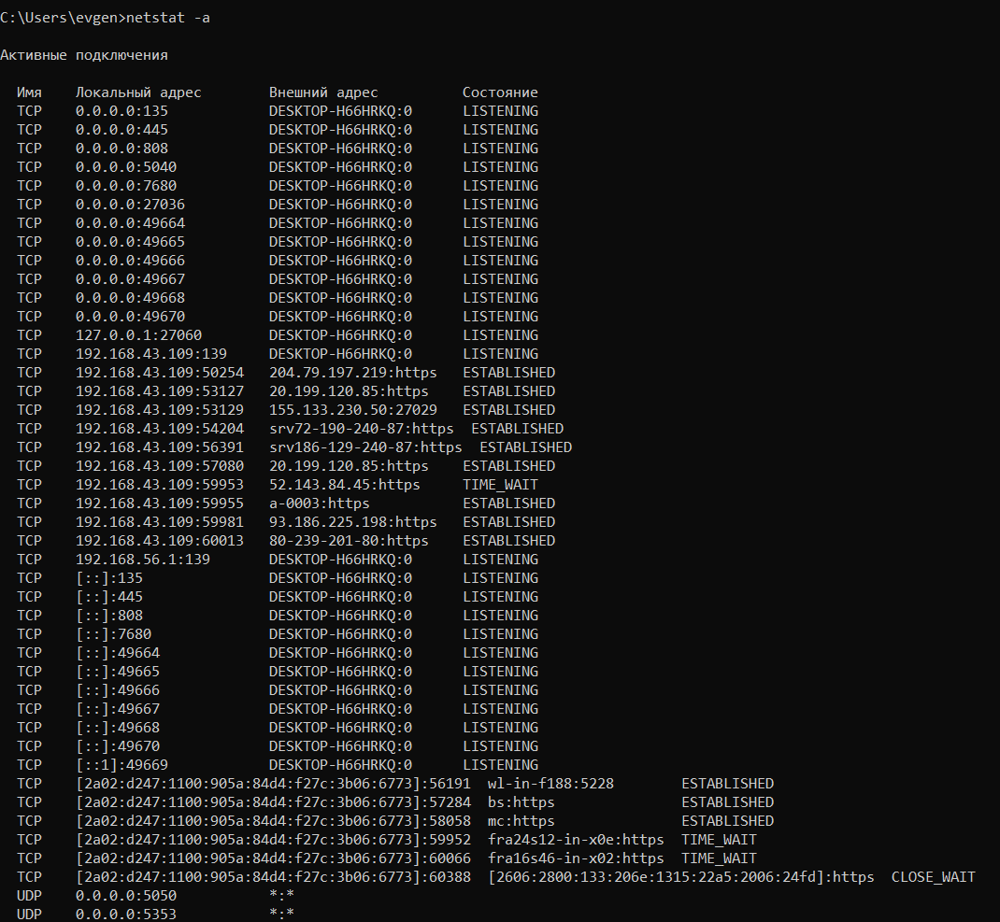 C:\Users\evgen>netstat -a
Активные подключения
Имя Локальный адрес Внешний адрес Состояние
TCP 0.0.0.0:135 DESKTOP-H66HRKQ:0 LISTENING
TCP 0.0.0.0:445 DESKTOP-H66HRKQ:0 LISTENING
TCP 0.0.0.0:808 DESKTOP-H66HRKQ:0 LISTENING
TCP 0.0.0.0:5040 DESKTOP-H66HRKQ:0 LISTENING
TCP 0.0.0.0:7680 DESKTOP-H66HRKQ:0 LISTENING
TCP 0.0.0.0:27036 DESKTOP-H66HRKQ:0 LISTENING
TCP 0.0.0.0:49664 DESKTOP-H66HRKQ:0 LISTENING
TCP 0.0.0.0:49665 DESKTOP-H66HRKQ:0 LISTENING
TCP 0.0.0.0:49666 DESKTOP-H66HRKQ:0 LISTENING
TCP 0.0.0.0:49667 DESKTOP-H66HRKQ:0 LISTENING
TCP 0.0.0.0:49668 DESKTOP-H66HRKQ:0 LISTENING
TCP 0.0.0.0:49670 DESKTOP-H66HRKQ:0 LISTENING
TCP 127.0.0.1:27060 DESKTOP-H66HRKQ:0 LISTENING
TCP 192.168.43.109:139 DESKTOP-H66HRKQ:0 LISTENING
TCP 192.168.43.109:50254 204.79.197.219:https ESTABLISHED
TCP 192.168.43.109:53127 20.199.120.85:https ESTABLISHED
TCP 192.168.43.109:53129 155.133.230.50:27029 ESTABLISHED
TCP 192.168.43.109:54204 srv72-190-240-87:https ESTABLISHED
TCP 192.168.43.109:56391 srv186-129-240-87:https ESTABLISHED
TCP 192.168.43.109:57080 20.199.120.85:https ESTABLISHED
TCP 192.168.43.109:59953 52.143.84.45:https TIME_WAIT
TCP 192.168.43.109:59955 a-0003:https ESTABLISHED
TCP 192.168.43.109:59981 93.186.225.198:https ESTABLISHED
TCP 192.168.43.109:60013 80-239-201-80:https ESTABLISHED
TCP 192.168.56.1:139 DESKTOP-H66HRKQ:0 LISTENING
TCP [::]:135 DESKTOP-H66HRKQ:0 LISTENING
TCP [::]:445 DESKTOP-H66HRKQ:0 LISTENING
TCP [::]:808 DESKTOP-H66HRKQ:0 LISTENING
TCP [::]:7680 DESKTOP-H66HRKQ:0 LISTENING
TCP [::]:49664 DESKTOP-H66HRKQ:0 LISTENING
TCP [::]:49665 DESKTOP-H66HRKQ:0 LISTENING
TCP [::]:49666 DESKTOP-H66HRKQ:0 LISTENING
TCP [::]:49667 DESKTOP-H66HRKQ:0 LISTENING
TCP [::]:49668 DESKTOP-H66HRKQ:0 LISTENING
TCP [::]:49670 DESKTOP-H66HRKQ:0 LISTENING
TCP [::1]:49669 DESKTOP-H66HRKQ:0 LISTENING
TCP [2a02:d247:1100:905a:84d4:f27c:3b06:6773]:56191 wl-in-f188:5228 ESTABLISHED
TCP [2a02:d247:1100:905a:84d4:f27c:3b06:6773]:57284 bs:https ESTABLISHED
TCP [2a02:d247:1100:905a:84d4:f27c:3b06:6773]:58058 mc:https ESTABLISHED
TCP [2a02:d247:1100:905a:84d4:f27c:3b06:6773]:59952 fra24s12-in-x0e:https TIME_WAIT
TCP [2a02:d247:1100:905a:84d4:f27c:3b06:6773]:60066 fra16s46-in-x02:https TIME_WAIT
TCP [2a02:d247:1100:905a:84d4:f27c:3b06:6773]:60388 [2606:2800:133:206e:1315:22a5:2006:24fd]:https CLOSE_WAIT
UDP 0.0.0.0:5050 *:*
UDP 0.0.0.0:5353 *:*